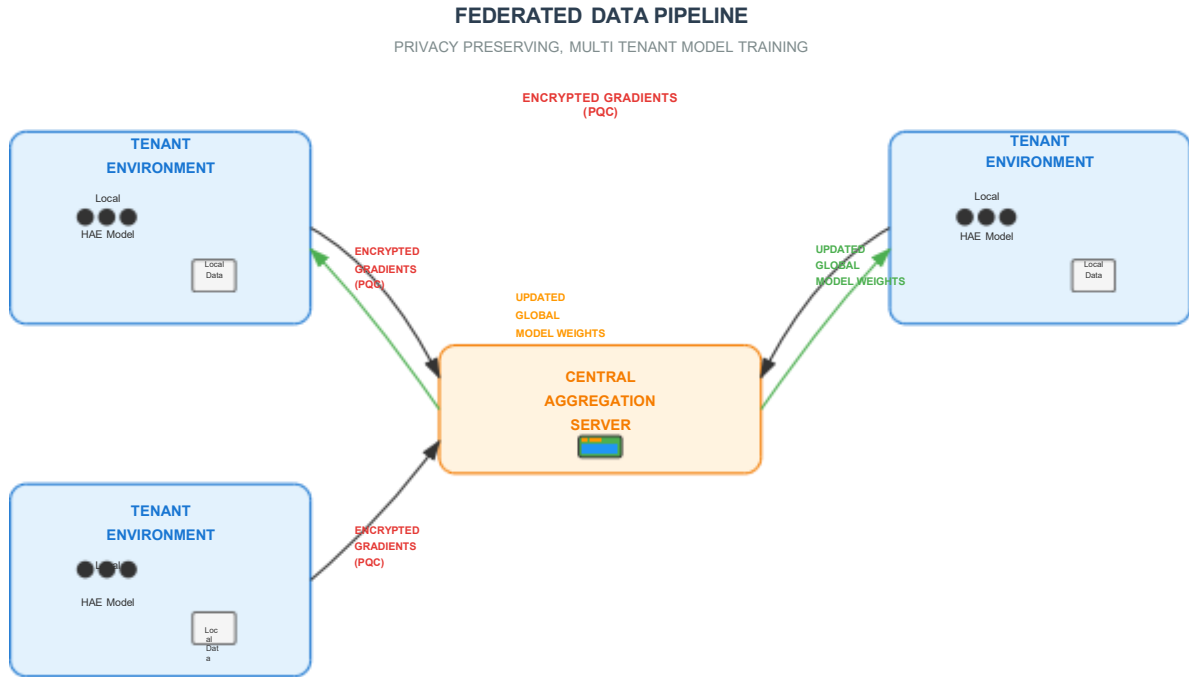 FEDERATED DATA PIPELINE
PRIVACY PRESERVING, MULTI TENANT MODEL TRAINING
ENCRYPTED GRADIENTS
(PQC)
TENANT
ENVIRONMENT
Local
HAE Model
Local
Data
TENANT
ENVIRONMENT
Local
HAE Model
Local
Data
ENCRYPTED
GRADIENTS
(PQC)
UPDATED
GLOBAL
MODEL WEIGHTS
UPDATED
GLOBAL
MODEL WEIGHTS
CENTRAL
AGGREGATION
SERVER
TENANT
ENVIRONMENT
Local
HAE Model
Loc
al
Dat
a
ENCRYPTED
GRADIENTS
(PQC)